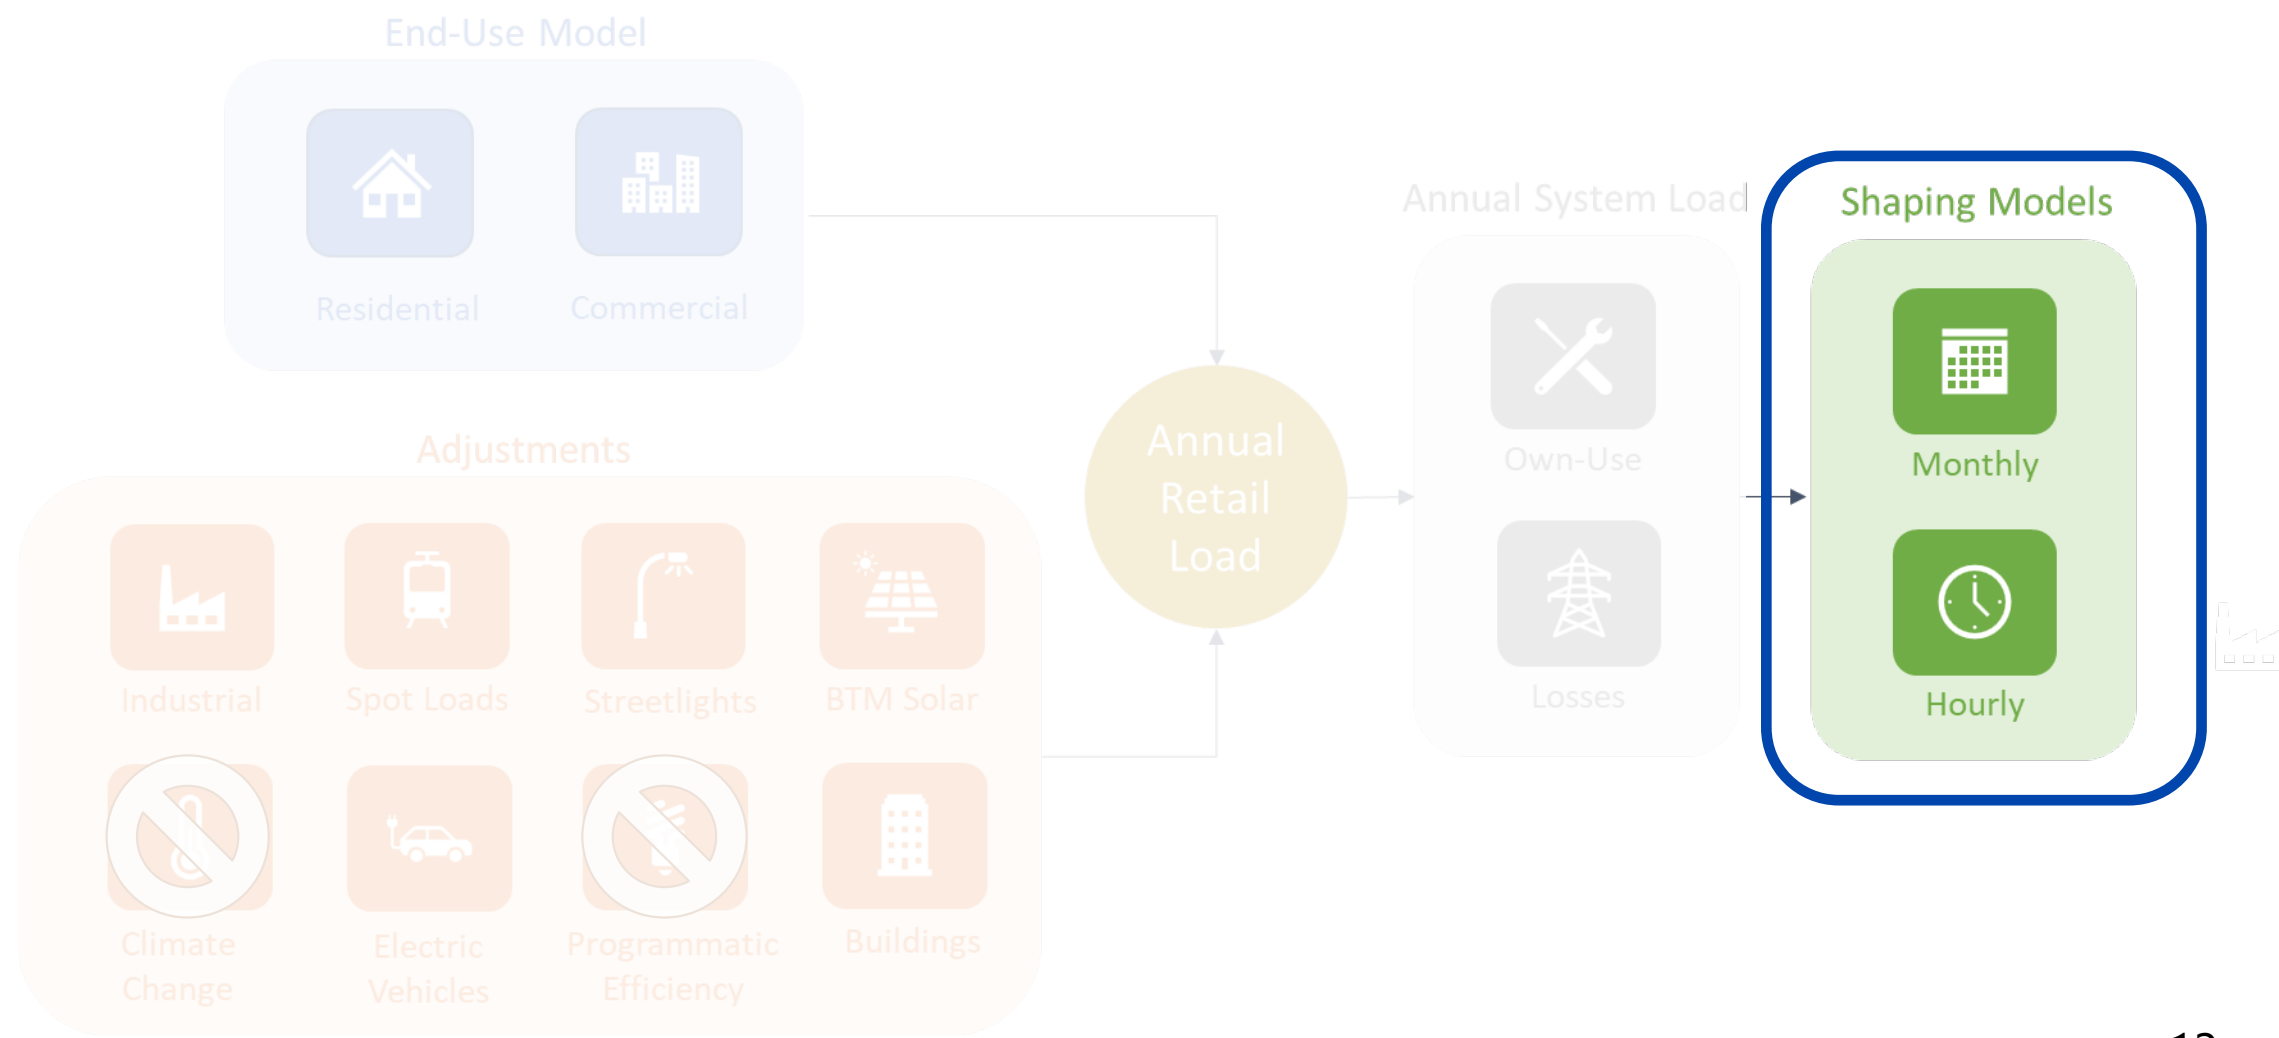 End-Use Model
Residential
Commercial
Adjustments
Industrial
Spot Loads
Streetlights
BTM Solar
Climate
Change
Electric
Vehicles
Programmatic
Efficiency
Buildings
Annual
Retail
Load
Annual System Load
Own-Use
Losses
Shaping Models
Monthly
Hourly